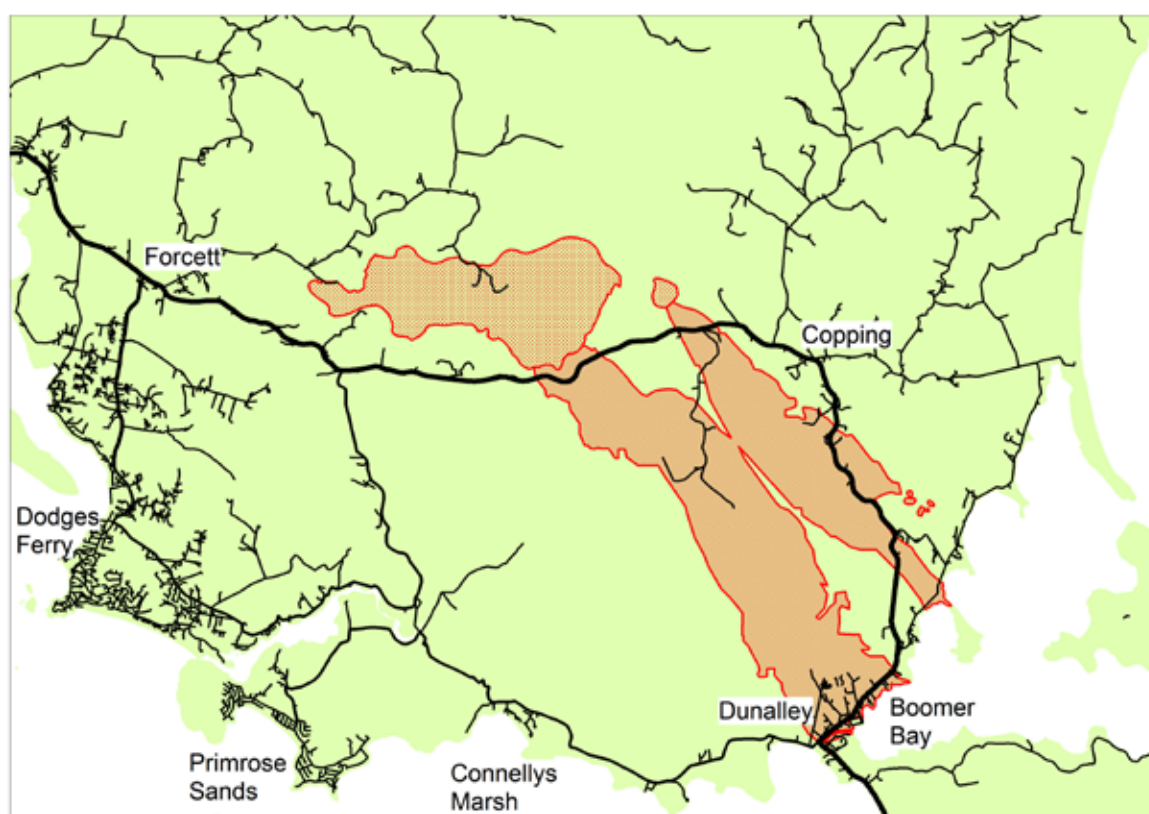 Forcett
Copping
Dodges
Ferry
Dunalley
Boomer
Bay
Primrose
Sands
Connellys
Marsh